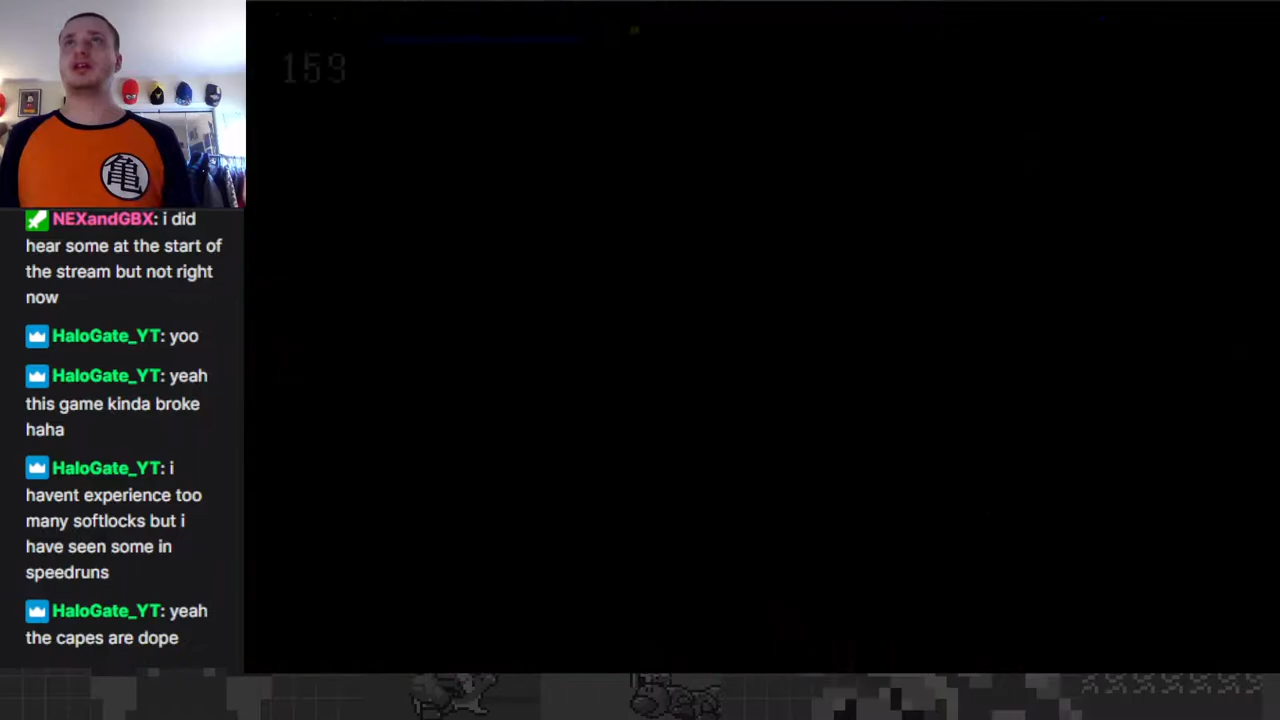 159
亀
NEXandGBX: i did
hear some at the start of
the stream but not right
now
HaloGate_YT: yoo
HaloGate_YT: yeah
this game kinda broke
haha
HaloGate_YT: i
havent experience too
many softlocks but i
have seen some in
speedruns
HaloGate_YT: yeah
the capes are dope